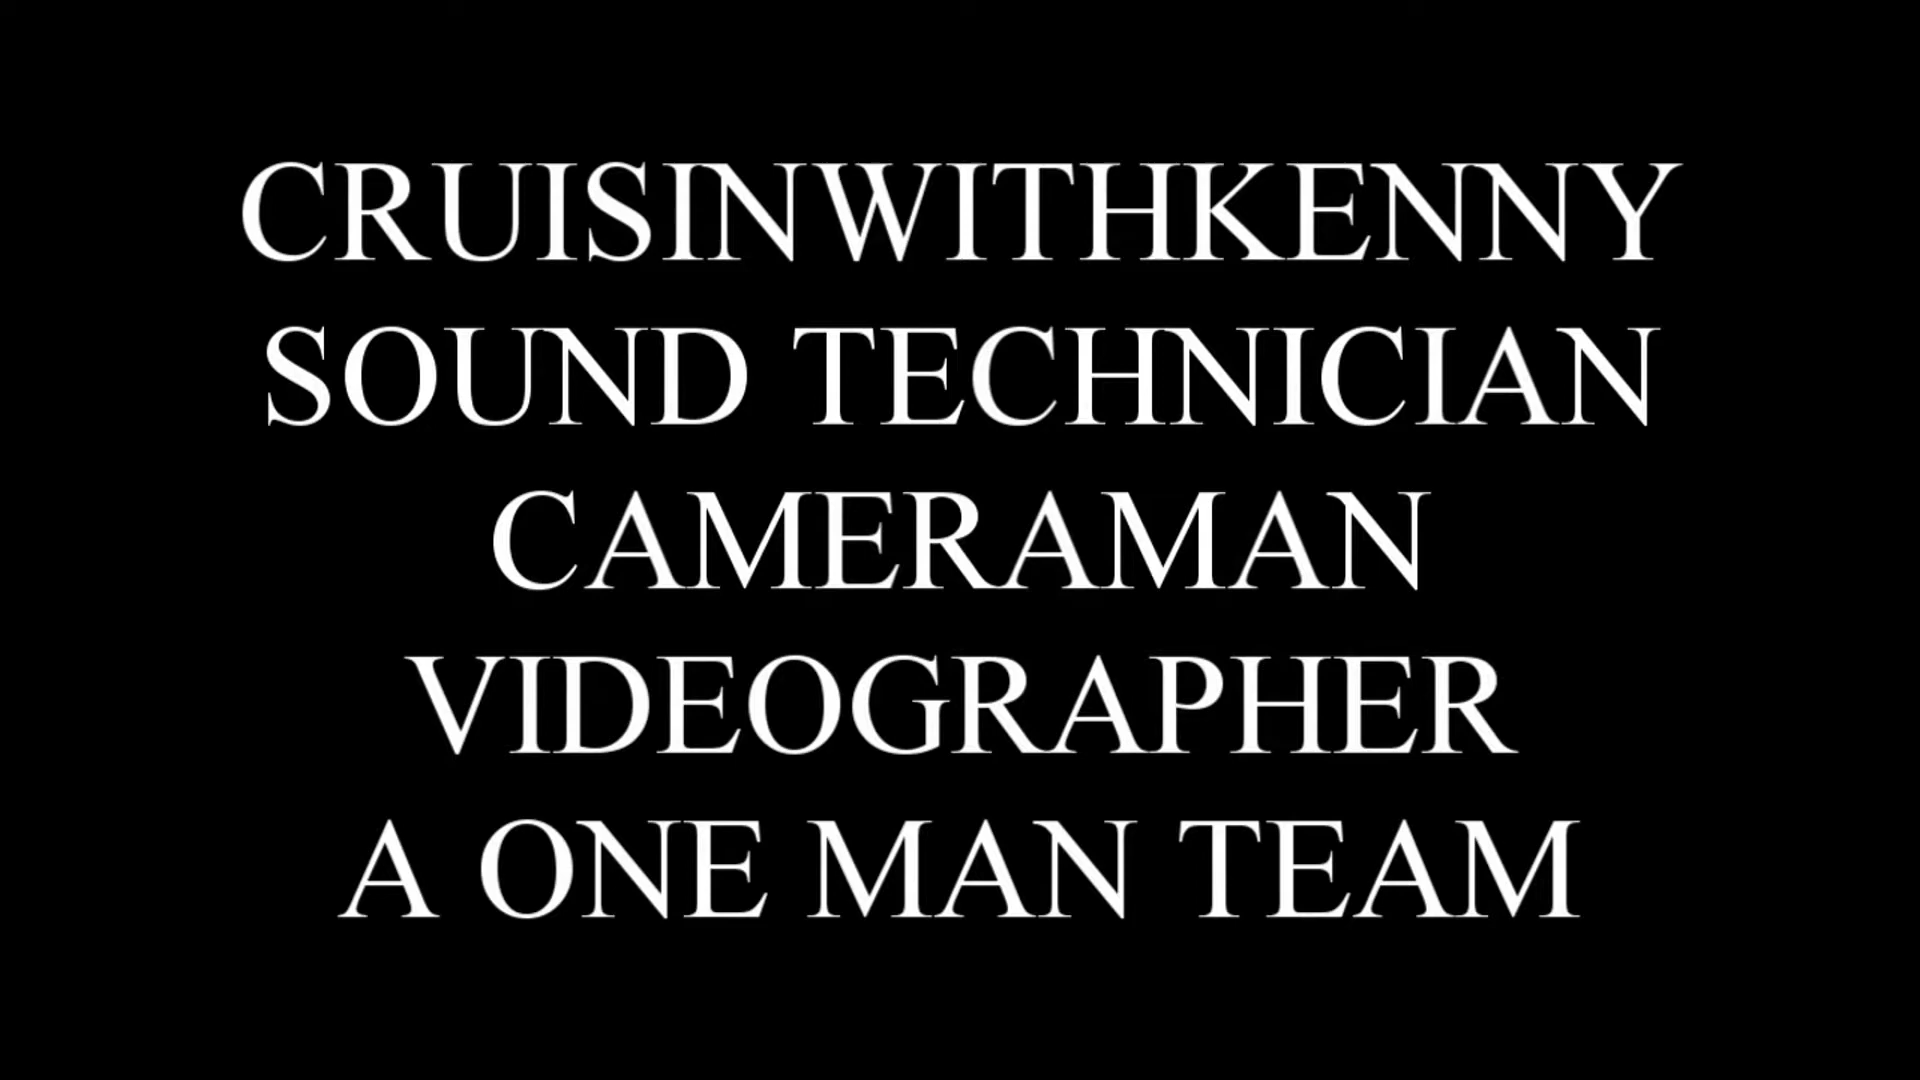 CRUISINWITHKENNY
SOUND TECHNICIAN
CAMERAMAN
VIDEOGRAPHER
A ONE MAN TEAM